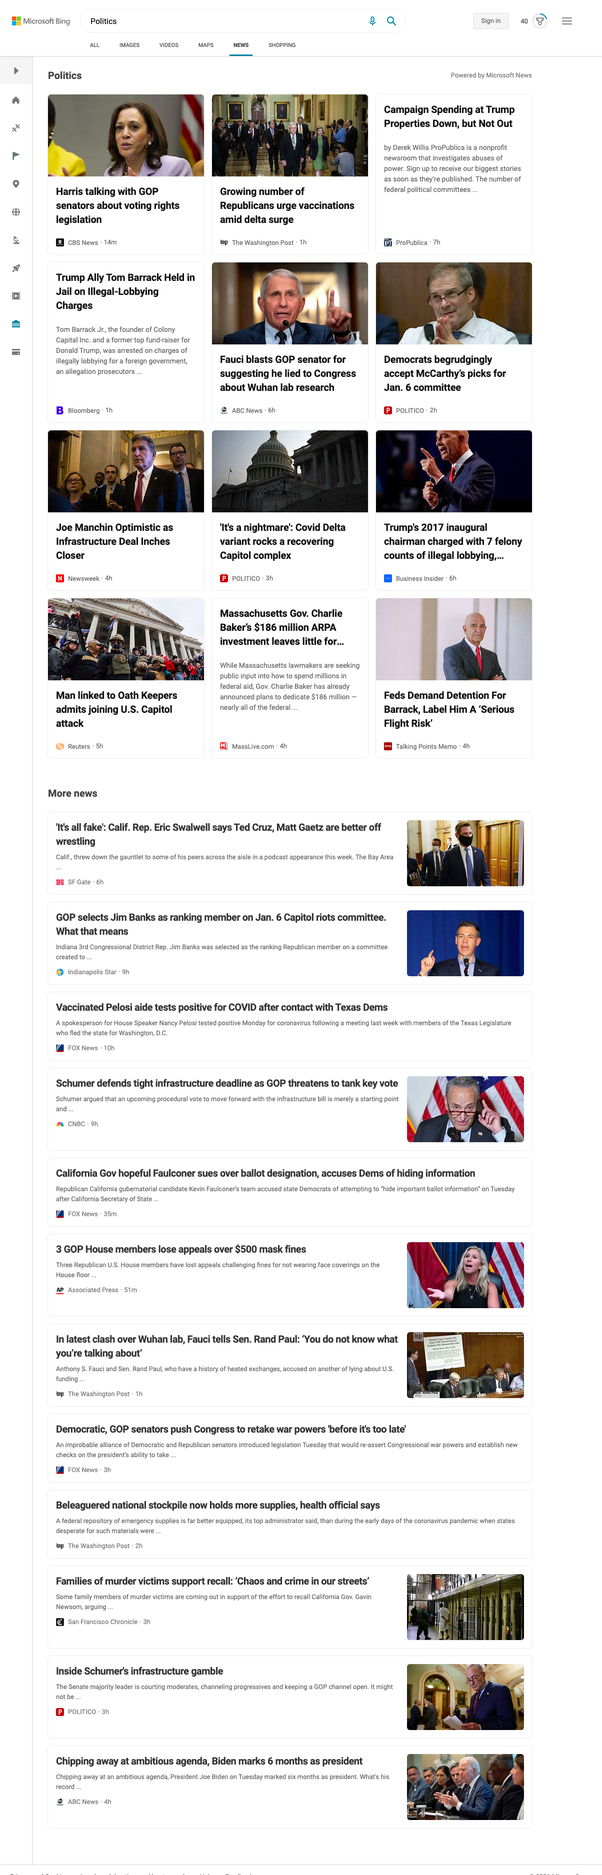 Microsoft Bing
Politics
Sign in
40
ALL
IMAGES
VIDEOS
MAPS
NEWS
SHOPPING
Politics
Powered by Microsoft News
Harris talking with GOP
senators about voting rights
legislation
CBS News · 14m
Growing number of
Republicans urge vaccinations
amid delta surge
The Washington Post · 1h
Campaign Spending at Trump
Properties Down, but Not Out
by Derek Willis ProPublica is a nonprofit
newsroom that investigates abuses of
power. Sign up to receive our biggest stories
as soon as they're published. The number of
federal political committees ...
ProPublica · 7h
Trump Ally Tom Barrack Held in
Jail on Illegal-Lobbying
Charges
Tom Barrack Jr., the founder of Colony
Capital Inc. and a former top fund-raiser for
Donald Trump, was arrested on charges of
illegally lobbying for a foreign government,
an allegation prosecutors ...
Bloomberg · 1h
Fauci blasts GOP senator for
suggesting he lied to Congress
about Wuhan lab research
ABC News · 6h
Democrats begrudgingly
accept McCarthy's picks for
Jan. 6 committee
POLITICO · 2h
Joe Manchin Optimistic as
Infrastructure Deal Inches
Closer
Newsweek · 4h
'It's a nightmare': Covid Delta
variant rocks a recovering
Capitol complex
POLITICO · 3h
Trump's 2017 inaugural
chairman charged with 7 felony
counts of illegal lobbying,...
Business Insider · 6h
Man linked to Oath Keepers
admits joining U.S. Capitol
attack
Reuters · 5h
Massachusetts Gov. Charlie
Baker's $186 million ARPA
investment leaves little for...
While Massachusetts lawmakers are seeking
public input into how to spend millions in
federal aid, Gov. Charlie Baker has already
announced plans to dedicate $186 million —
nearly all of the federal ...
MassLive.com · 4h
Feds Demand Detention For
Barrack, Label Him A 'Serious
Flight Risk'
Talking Points Memo · 4h
More news
'It's all fake': Calif. Rep. Eric Swalwell says Ted Cruz, Matt Gaetz are better off
wrestling
Calif., threw down the gauntlet to some of his peers across the aisle in a podcast appearance this week. The Bay Area
...
SF Gate · 6h
GOP selects Jim Banks as ranking member on Jan. 6 Capitol riots committee.
What that means
Indiana 3rd Congressional District Rep. Jim Banks was selected as the ranking Republican member on a committee
created to ...
Indianapolis Star · 9h
Vaccinated Pelosi aide tests positive for COVID after contact with Texas Dems
A spokesperson for House Speaker Nancy Pelosi tested positive Monday for coronavirus following a meeting last week with members of the Texas Legislature
who fled the state for Washington, D.C.
FOX News · 10h
Schumer defends tight infrastructure deadline as GOP threatens to tank key vote
Schumer argued that an upcoming procedural vote to move forward with the infrastructure bill is merely a starting point
and ...
CNBC · 9h
California Gov hopeful Faulconer sues over ballot designation, accuses Dems of hiding information
Republican California gubernatorial candidate Kevin Faulconer's team accused state Democrats of attempting to "hide important ballot information" on Tuesday
after California Secretary of State ...
FOX News · 35m
3 GOP House members lose appeals over $500 mask fines
Three Republican U.S. House members have lost appeals challenging fines for not wearing face coverings on the
House floor ...
AP Associated Press · 51m
In latest clash over Wuhan lab, Fauci tells Sen. Rand Paul: 'You do not know what
you're talking about'
Anthony S. Fauci and Sen. Rand Paul, who have a history of heated exchanges, accused on another of lying about U.S.
funding ...
The Washington Post · 1h
Democratic, GOP senators push Congress to retake war powers 'before it's too late'
An improbable alliance of Democratic and Republican senators introduced legislation Tuesday that would re-assert Congressional war powers and establish new
checks on the president's ability to take ...
FOX News · 3h
Beleaguered national stockpile now holds more supplies, health official says
A federal repository of emergency supplies is far better equipped, its top administrator said, than during the early days of the coronavirus pandemic when states
desperate for such materials were ...
The Washington Post · 2h
Families of murder victims support recall: 'Chaos and crime in our streets'
Some family members of murder victims are coming out in support of the effort to recall California Gov. Gavin
Newsom, arguing ...
San Francisco Chronicle · 3h
Inside Schumer's infrastructure gamble
The Senate majority leader is courting moderates, channeling progressives and keeping a GOP channel open. It might
not be ...
POLITICO · 3h
Chipping away at ambitious agenda, Biden marks 6 months as president
Chipping away at an ambitious agenda, President Joe Biden on Tuesday marked six months as president. What's his
record ...
ABC News · 4h